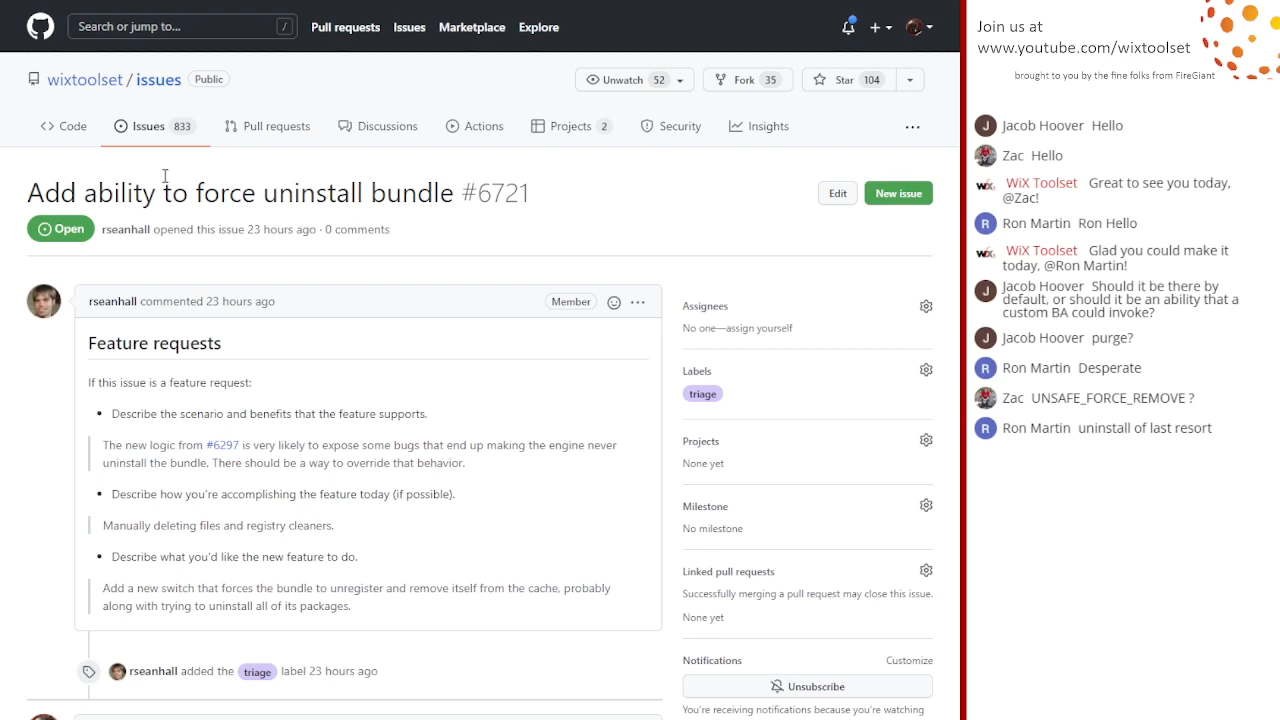 Search or jump to...
/
Pull requests
Issues
Marketplace
Explore
wixtoolset / issues
Public
Unwatch 52
Fork 35
Star 104
Code
Issues 833
Pull requests
Discussions
Actions
Projects 2
Security
Insights
Add ability to force uninstall bundle #6721
Edit
New issue
Open
rseanhall opened this issue 23 hours ago · 0 comments
rseanhall commented 23 hours ago
Member
Feature requests
If this issue is a feature request:
• Describe the scenario and benefits that the feature supports.
The new logic from #6297 is very likely to expose some bugs that end up making the engine never
uninstall the bundle. There should be a way to override that behavior.
• Describe how you're accomplishing the feature today (if possible).
Manually deleting files and registry cleaners.
• Describe what you'd like the new feature to do.
Add a new switch that forces the bundle to unregister and remove itself from the cache, probably
along with trying to uninstall all of its packages.
rseanhall added the triage label 23 hours ago
Assignees
No one—assign yourself
Labels
triage
Projects
None yet
Milestone
No milestone
Linked pull requests
Successfully merging a pull request may close this issue.
None yet
Notifications
Customize
Unsubscribe
You're receiving notifications because you're watching
Join us at
www.youtube.com/wixtoolset
brought to you by the fine folks from FireGiant
J Jacob Hoover Hello
Zac Hello
WiX WiX Toolset Great to see you today,
@Zac!
R Ron Martin Ron Hello
WiX WiX Toolset Glad you could make it
today, @Ron Martin!
J Jacob Hoover Should it be there by
default, or should it be an ability that a
custom BA could invoke?
J Jacob Hoover purge?
R Ron Martin Desperate
Zac UNSAFE_FORCE_REMOVE ?
R Ron Martin uninstall of last resort